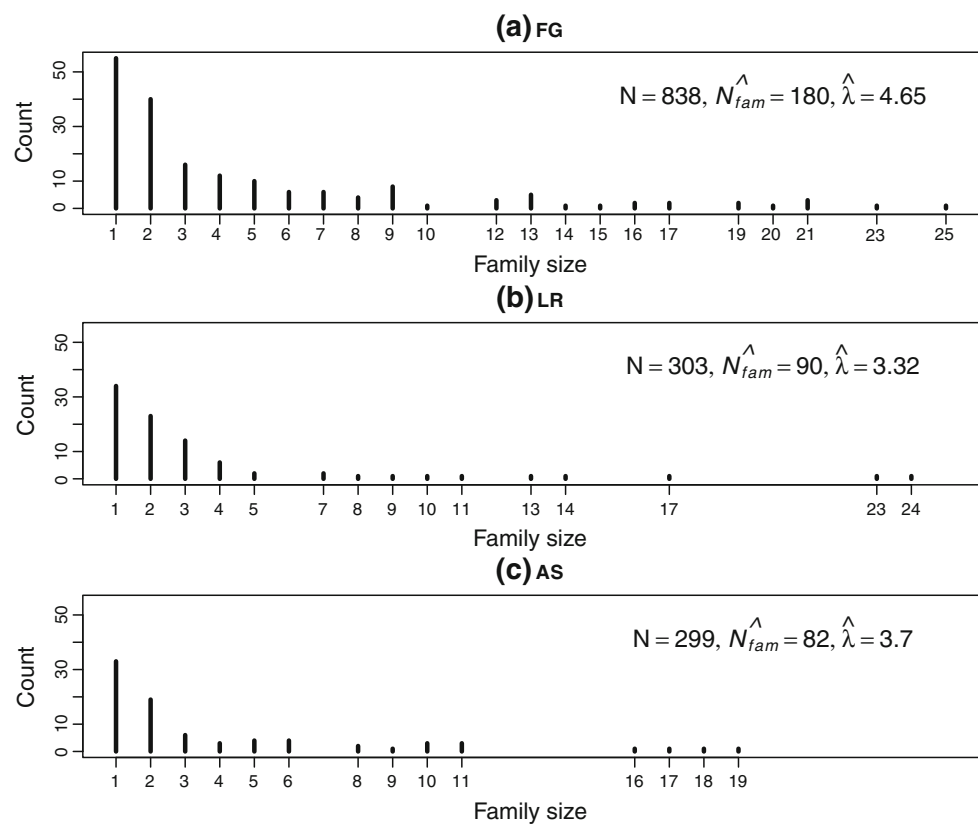 (a) FG
N = 838, N̂fam = 180, λ̂ = 4.65
Count
50
30
10
0
1 2 3 4 5 6 7 8 9 10 12 13 14 15 16 17 19 20 21 23 25
Family size
(b) LR
N = 303, N̂fam = 90, λ̂ = 3.32
Count
50
30
10
0
1 2 3 4 5 7 8 9 10 11 13 14 17 23 24
Family size
(c) AS
N = 299, N̂fam = 82, λ̂ = 3.7
Count
50
30
10
0
1 2 3 4 5 6 8 9 10 11 16 17 18 19
Family size